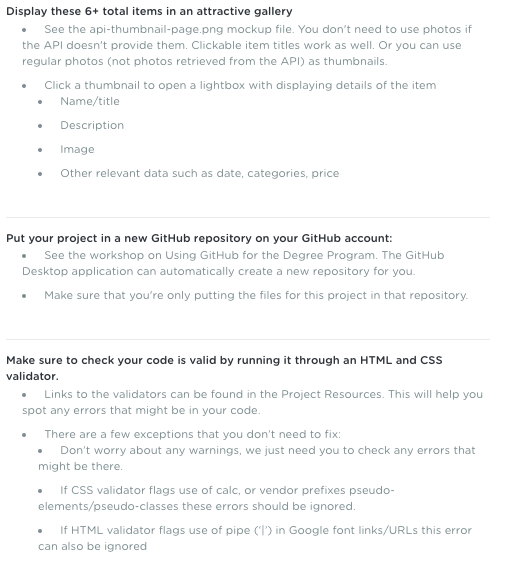 Display these 6+ total items in an attractive gallery
• See the api-thumbnail-page.png mockup file. You don't need to use photos if
the API doesn't provide them. Clickable item titles work as well. Or you can use
regular photos (not photos retrieved from the API) as thumbnails.
• Click a thumbnail to open a lightbox with displaying details of the item
• Name/title
• Description
• Image
• Other relevant data such as date, categories, price
Put your project in a new GitHub repository on your GitHub account:
• See the workshop on Using GitHub for the Degree Program. The GitHub
Desktop application can automatically create a new repository for you.
• Make sure that you're only putting the files for this project in that repository.
Make sure to check your code is valid by running it through an HTML and CSS
validator.
• Links to the validators can be found in the Project Resources. This will help you
spot any errors that might be in your code.
• There are a few exceptions that you don't need to fix:
• Don't worry about any warnings, we just need you to check any errors that
might be there.
• If CSS validator flags use of calc, or vendor prefixes pseudo-
elements/pseudo-classes these errors should be ignored.
• If HTML validator flags use of pipe ('|') in Google font links/URLs this error
can also be ignored